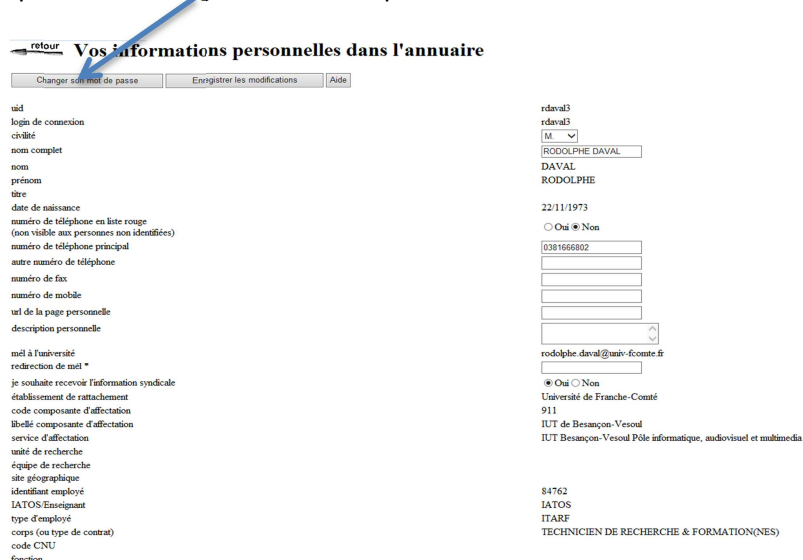 retour Vos informations personnelles dans l'annuaire
Changer son mot de passe Enregistrer les modifications Aide
uid rdaval3
login de connexion rdaval3
civilité M.
nom complet RODOLPHE DAVAL
nom DAVAL
prénom RODOLPHE
titre
date de naissance 22/11/1973
numéro de téléphone en liste rouge
(non visible aux personnes non identifiées) Oui Non
numéro de téléphone principal 0381666802
autre numéro de téléphone
numéro de fax
numéro de mobile
url de la page personnelle
description personnelle
mél à l'université rodolphe.daval@univ-fcomte.fr
redirection de mél *
je souhaite recevoir l'information syndicale Oui Non
établissement de rattachement Université de Franche-Comté
code composante d'affectation 911
libellé composante d'affectation IUT de Besançon-Vesoul
service d'affectation IUT Besançon-Vesoul Pôle informatique, audiovisuel et multimedia
unité de recherche
équipe de recherche
site géographique
identifiant employé 84762
IATOS/Enseignant IATOS
type d'employé ITARF
corps (ou type de contrat) TECHNICIEN DE RECHERCHE & FORMATION(NES)
code CNU
fonction